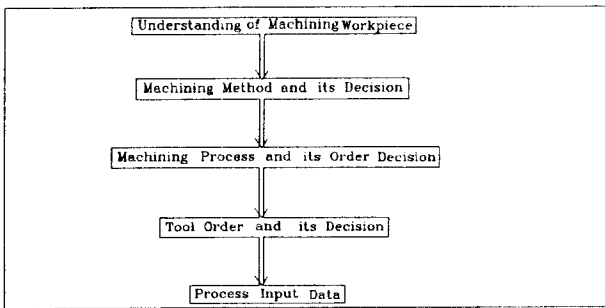 Understanding of Machining Workpiece
Machining Method and its Decision
Machining Process and its Order Decision
Tool Order and its Decision
Process Input Data